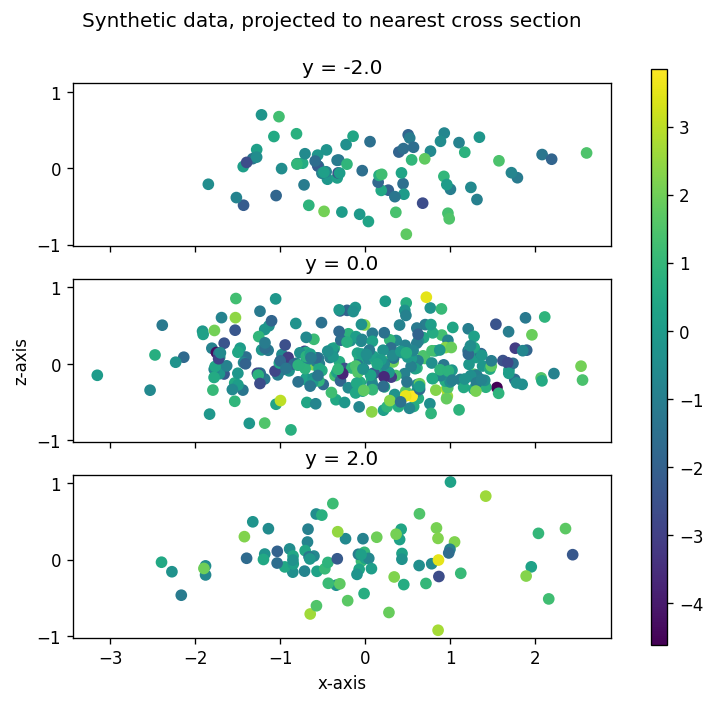 Synthetic data, projected to nearest cross section
y = -2.0
1
0
−1
y = 0.0
1
0
−1
z-axis
y = 2.0
1
0
−1
−3 −2 −1 0 1 2
x-axis
3
2
1
0
−1
−2
−3
−4